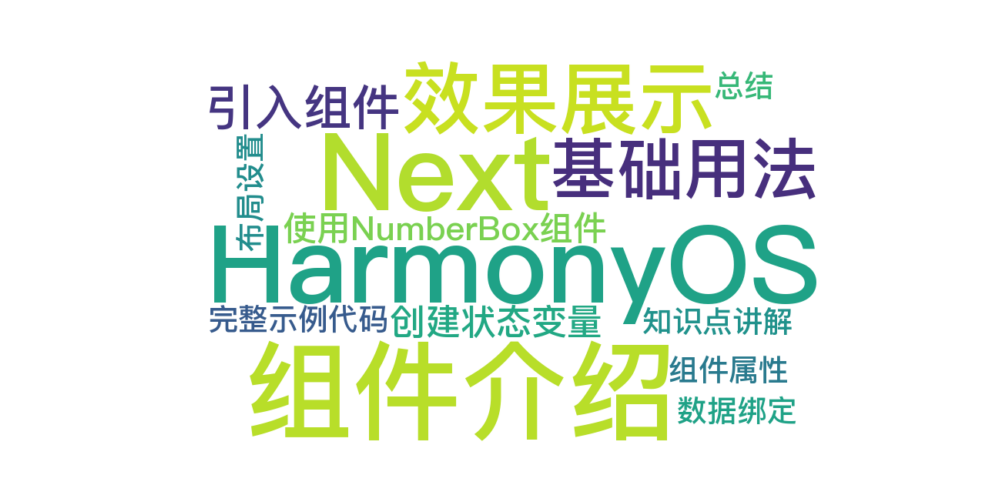 效果展示
总结
引入组件
Next
基础用法
布局设置
使用NumberBox组件
HarmonyOS
完整示例代码
创建状态变量
知识点讲解
组件介绍
组件属性
数据绑定